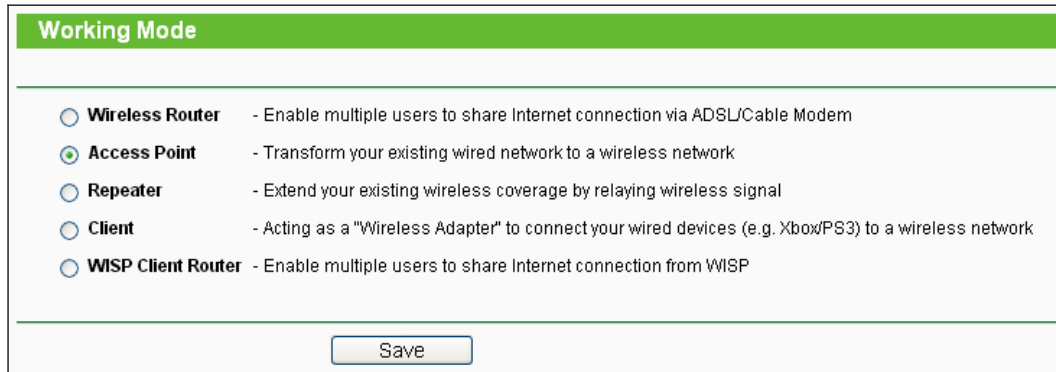 Working Mode
Wireless Router - Enable multiple users to share Internet connection via ADSL/Cable Modem
Access Point - Transform your existing wired network to a wireless network
Repeater - Extend your existing wireless coverage by relaying wireless signal
Client - Acting as a "Wireless Adapter" to connect your wired devices (e.g. Xbox/PS3) to a wireless network
WISP Client Router - Enable multiple users to share Internet connection from WISP
Save